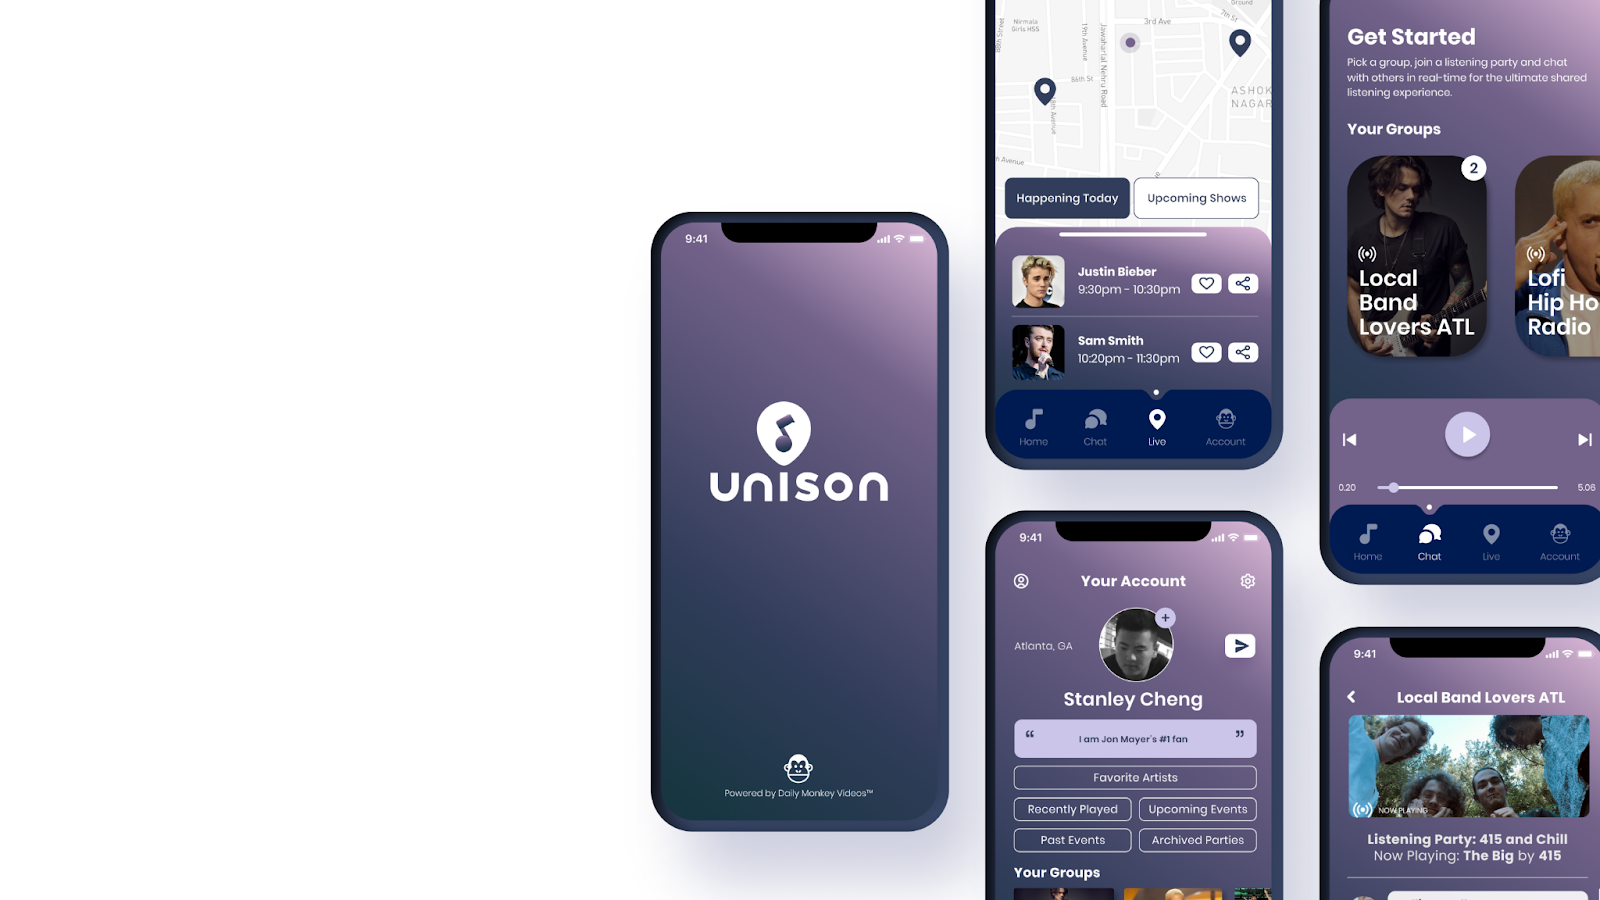 9:41
unison
Powered by Daily Monkey Videos™
Nirmala
Girls HSS
19th Avenue
Jawaharlal Nehru Road
3rd Ave
7th St
Ground
86th St
18th Avenue
ASHOK
NAGAR
h Avenue
Happening Today
Upcoming Shows
Justin Bieber
9:30pm - 10:30pm
Sam Smith
10:20pm - 11:30pm
Home
Chat
Live
Account
9:41
Your Account
Atlanta, GA
Stanley Cheng
“ I am Jon Mayer's #1 fan ”
Favorite Artists
Recently Played
Upcoming Events
Past Events
Archived Parties
Your Groups
Get Started
Pick a group, join a listening party and chat
with others in real-time for the ultimate shared
listening experience.
Your Groups
2
Local
Band
Lovers ATL
Lofi
Hip Ho
Radio
0.20
5.06
Home
Chat
Live
Account
9:41
Local Band Lovers ATL
NOW PLAYING
Listening Party: 415 and Chill
Now Playing: The Big by 415